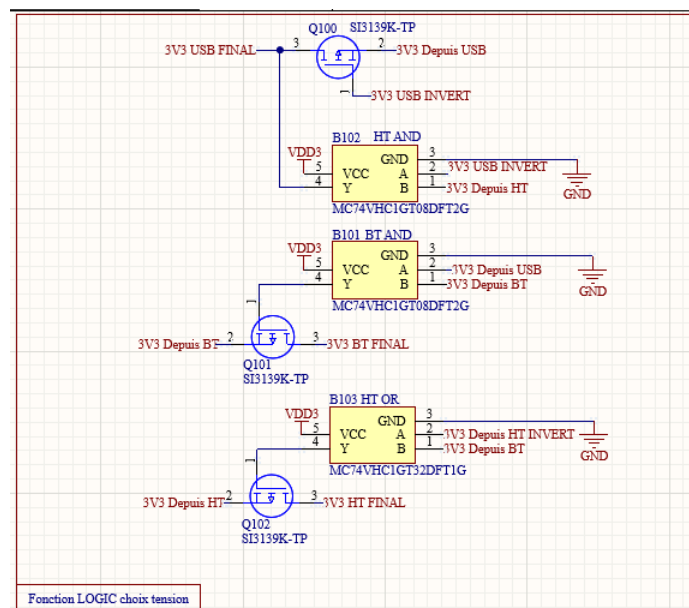 Q100 SI3139K-TP
3V3 USB FINAL 3 2 3V3 Depuis USB
1 3V3 USB INVERT
B102 HT AND
VDD3 GND 3 3V3 USB INVERT
5 VCC A 2
4 Y B 1 3V3 Depuis HT
GND
MC74VHC1GT08DFT2G
B101 BT AND
VDD3 GND 3
5 VCC A 2 3V3 Depuis USB
4 Y B 1 3V3 Depuis BT
GND
MC74VHC1GT08DFT2G
1
3V3 Depuis BT 2 3 3V3 BT FINAL
Q101
SI3139K-TP
B103 HT OR
VDD3 GND 3
5 VCC A 2 3V3 Depuis HT INVERT
4 Y B 1 3V3 Depuis BT
GND
MC74VHC1GT32DFT1G
1
3V3 Depuis HT 2 3 3V3 HT FINAL
Q102
SI3139K-TP
Fonction LOGIC choix tension